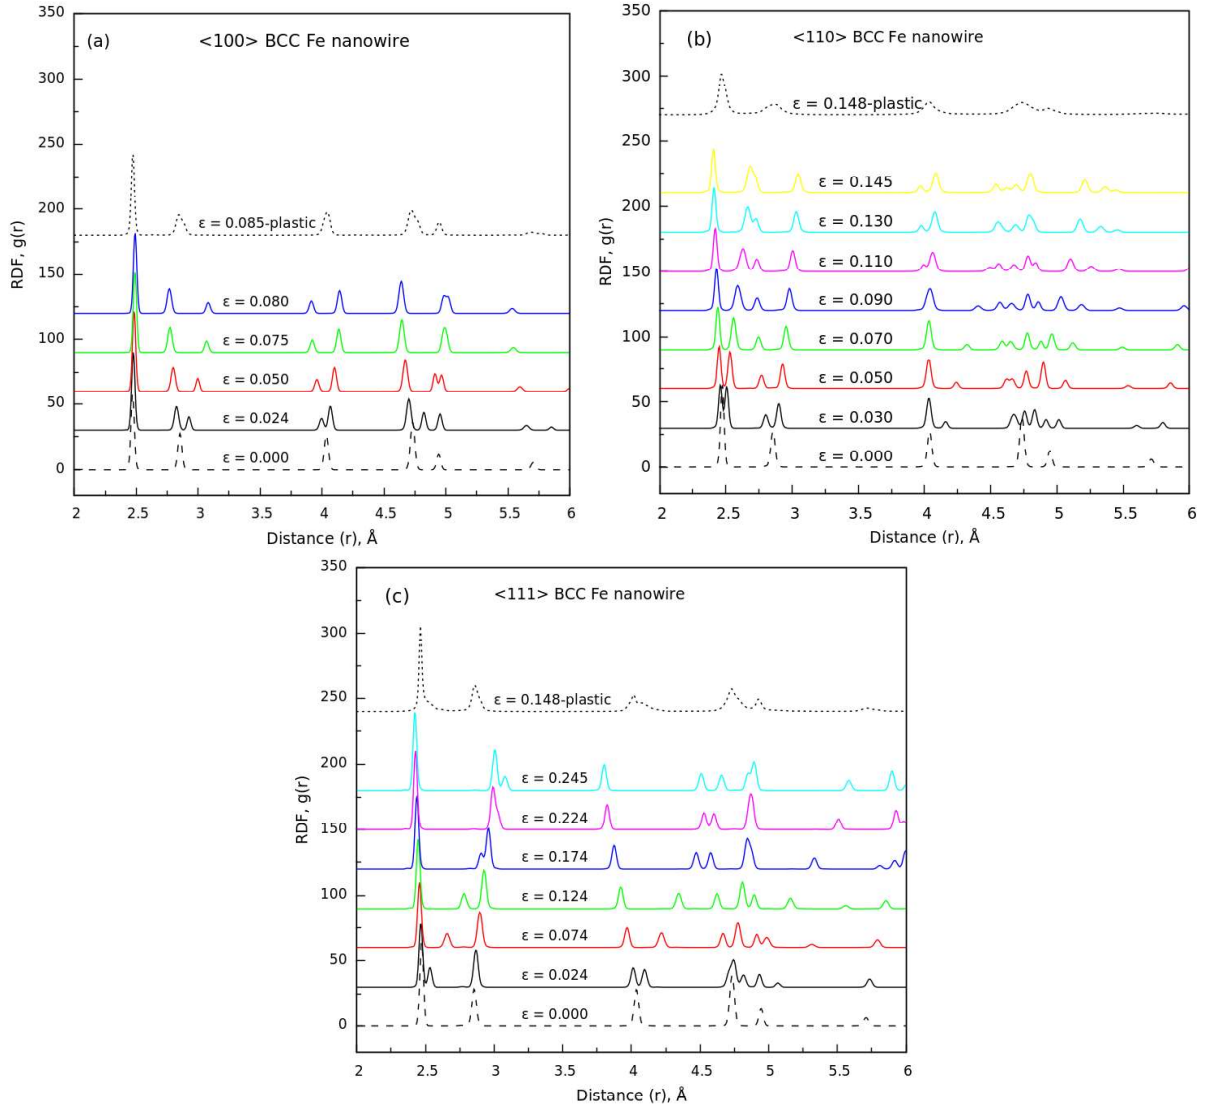 350
(a)
<100> BCC Fe nanowire
300
250
ε = 0.085-plastic
200
150
ε = 0.080
ε = 0.075
100
ε = 0.050
50
ε = 0.024
ε = 0.000
0
RDF, g(r)
2 2.5 3 3.5 4 4.5 5 5.5 6
Distance (r), Å
350
(b)
<110> BCC Fe nanowire
300
ε = 0.148-plastic
250
ε = 0.145
200
ε = 0.130
ε = 0.110
150
ε = 0.090
100
ε = 0.070
ε = 0.050
50
ε = 0.030
ε = 0.000
0
RDF, g(r)
2 2.5 3 3.5 4 4.5 5 5.5 6
Distance (r), Å
350
(c)
<111> BCC Fe nanowire
300
250
ε = 0.148-plastic
200
ε = 0.245
ε = 0.224
150
ε = 0.174
100
ε = 0.124
ε = 0.074
50
ε = 0.024
ε = 0.000
0
RDF, g(r)
2 2.5 3 3.5 4 4.5 5 5.5 6
Distance (r), Å